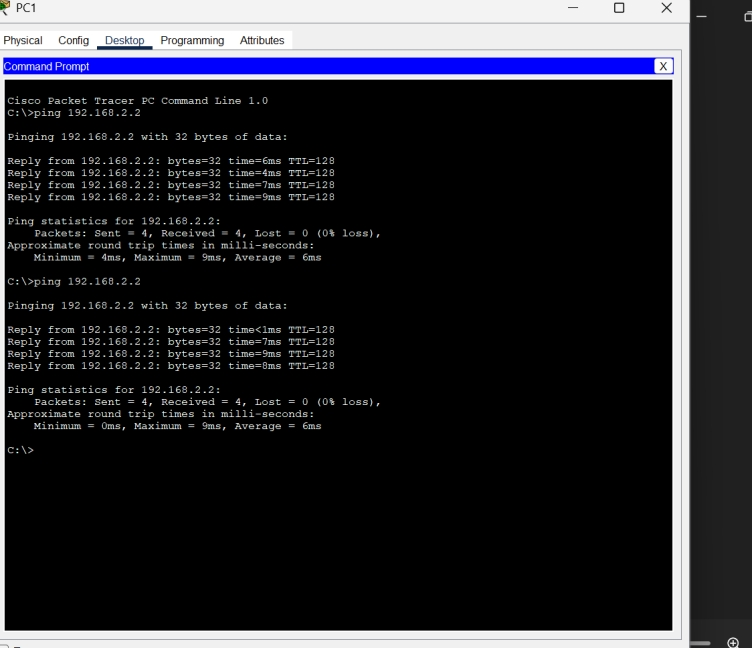 PC1
Physical Config Desktop Programming Attributes
Command Prompt
X
Cisco Packet Tracer PC Command Line 1.0
C:\>ping 192.168.2.2
Pinging 192.168.2.2 with 32 bytes of data:
Reply from 192.168.2.2: bytes=32 time=6ms TTL=128
Reply from 192.168.2.2: bytes=32 time=4ms TTL=128
Reply from 192.168.2.2: bytes=32 time=7ms TTL=128
Reply from 192.168.2.2: bytes=32 time=9ms TTL=128
Ping statistics for 192.168.2.2:
Packets: Sent = 4, Received = 4, Lost = 0 (0% loss),
Approximate round trip times in milli-seconds:
Minimum = 4ms, Maximum = 9ms, Average = 6ms
C:\>ping 192.168.2.2
Pinging 192.168.2.2 with 32 bytes of data:
Reply from 192.168.2.2: bytes=32 time<1ms TTL=128
Reply from 192.168.2.2: bytes=32 time=7ms TTL=128
Reply from 192.168.2.2: bytes=32 time=9ms TTL=128
Reply from 192.168.2.2: bytes=32 time=8ms TTL=128
Ping statistics for 192.168.2.2:
Packets: Sent = 4, Received = 4, Lost = 0 (0% loss),
Approximate round trip times in milli-seconds:
Minimum = 0ms, Maximum = 9ms, Average = 6ms
C:\>